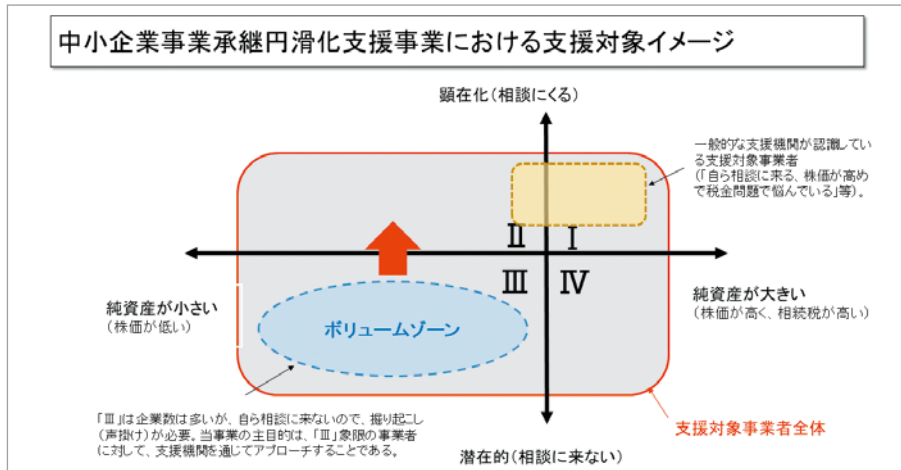 中小企業事業承継円滑化支援事業における支援対象イメージ
顕在化(相談にくる)
一般的な支援機関が認識してい
る支援対象事業者
(「自ら相談に来る、株価が高め
で税金問題で悩んでいる」等)。
Ⅱ Ⅰ
Ⅲ Ⅳ
純資産が小さい
(株価が低い)
純資産が大きい
(株価が高く、相続税が高い)
ボリュームゾーン
「Ⅲ」は企業数は多いが、自ら相談に来ないので、掘り起こし
(声掛け)が必要。当事業の主目的は、「Ⅲ」象限の事業者
に対して、支援機関を通じてアプローチすることである。
支援対象事業者全体
潜在的(相談に来ない)